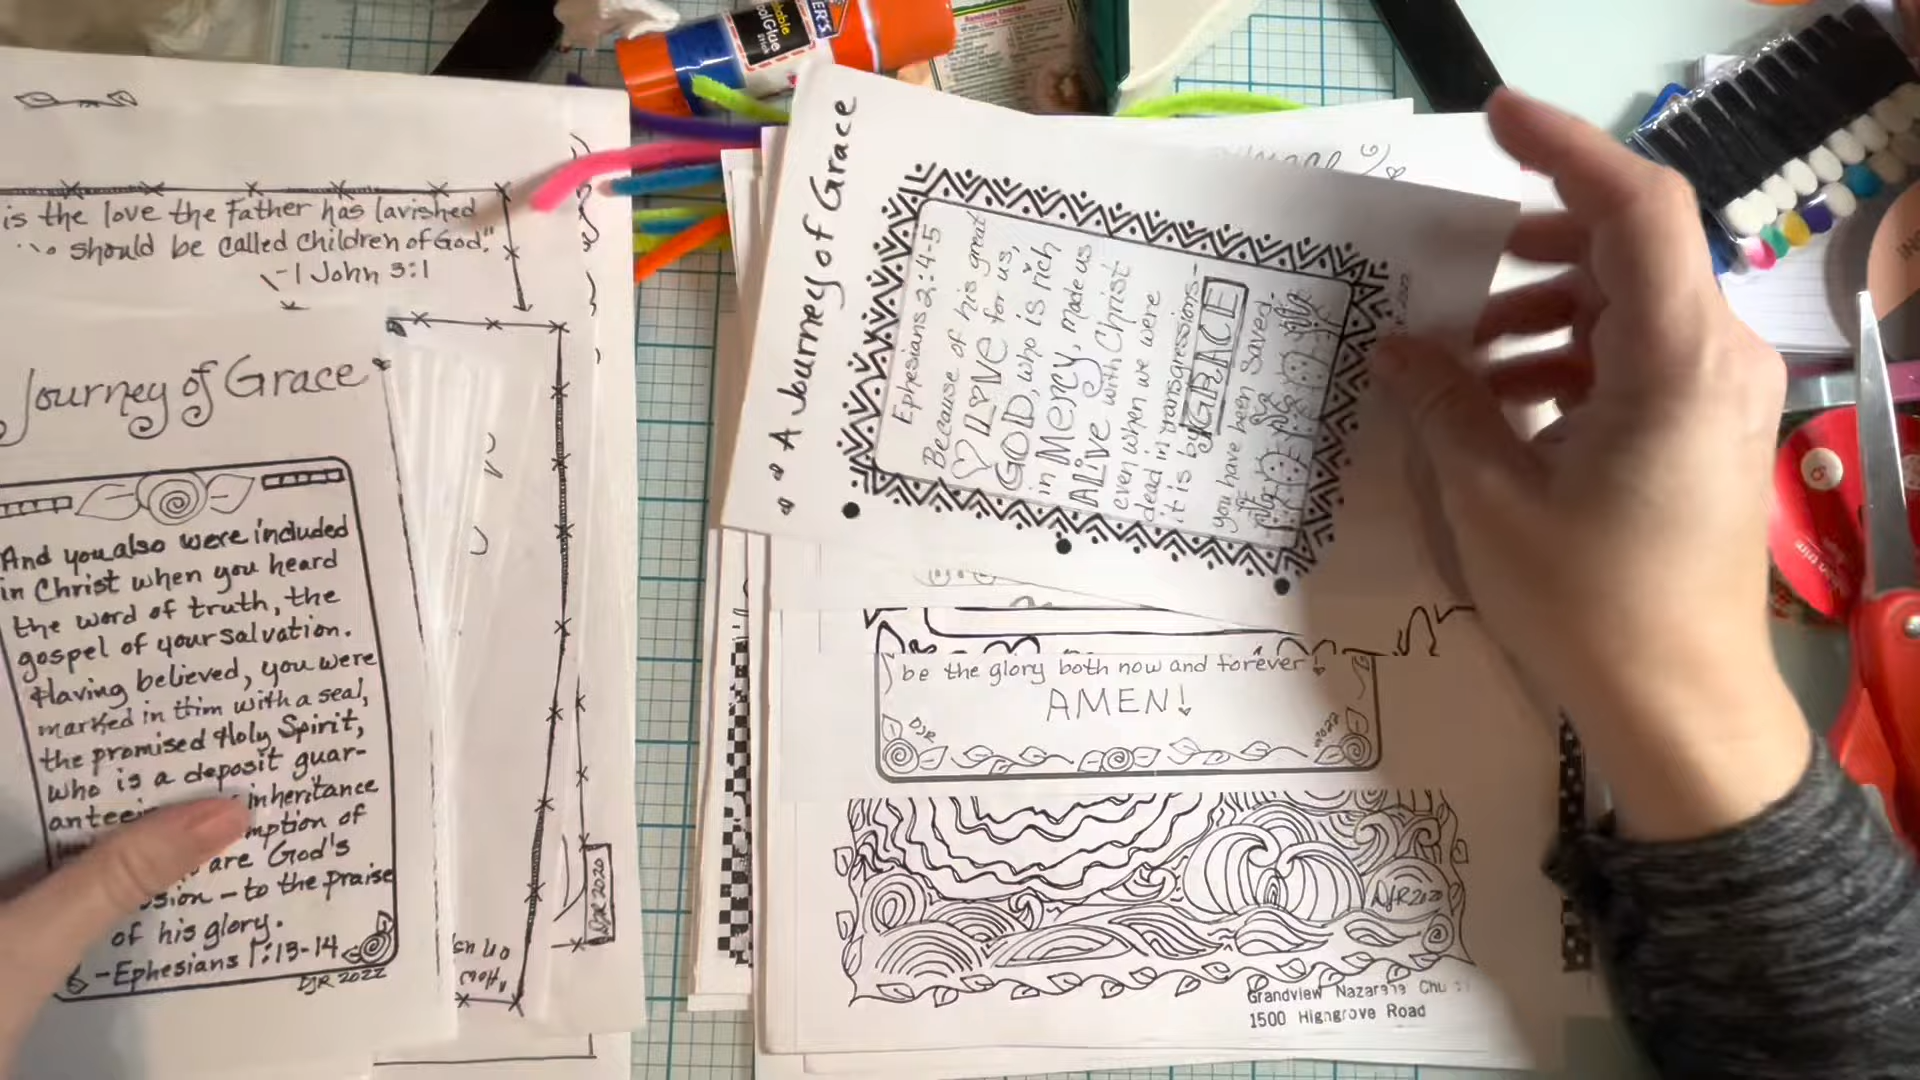 is the love the Father has lavished
should be called children of God."
-1 John 3:1
Journey of Grace
And you also were included
in Christ when you heard
the word of truth, the
gospel of your salvation.
Having believed, you were
marked in him with a seal,
the promised Holy Spirit,
who is a deposit guar-
inheritance
mption of
are God's
sion - to the praise
of his glory.
-Ephesians 1:13-14
DJR 2022
DJR 2020
on us
A Journey of Grace
Ephesians 2:4-5
Because of his great
LOVE for us,
GOD, who is rich
in Mercy, made us
ALIVE with Christ
even when we were
dead in transgressions-
it is by GRACE
you have been saved.
be the glory both now and forever!
AMEN!
DJR
2022
DJR 2020
Grandview Nazarene Chu
1500 Highgrove Road